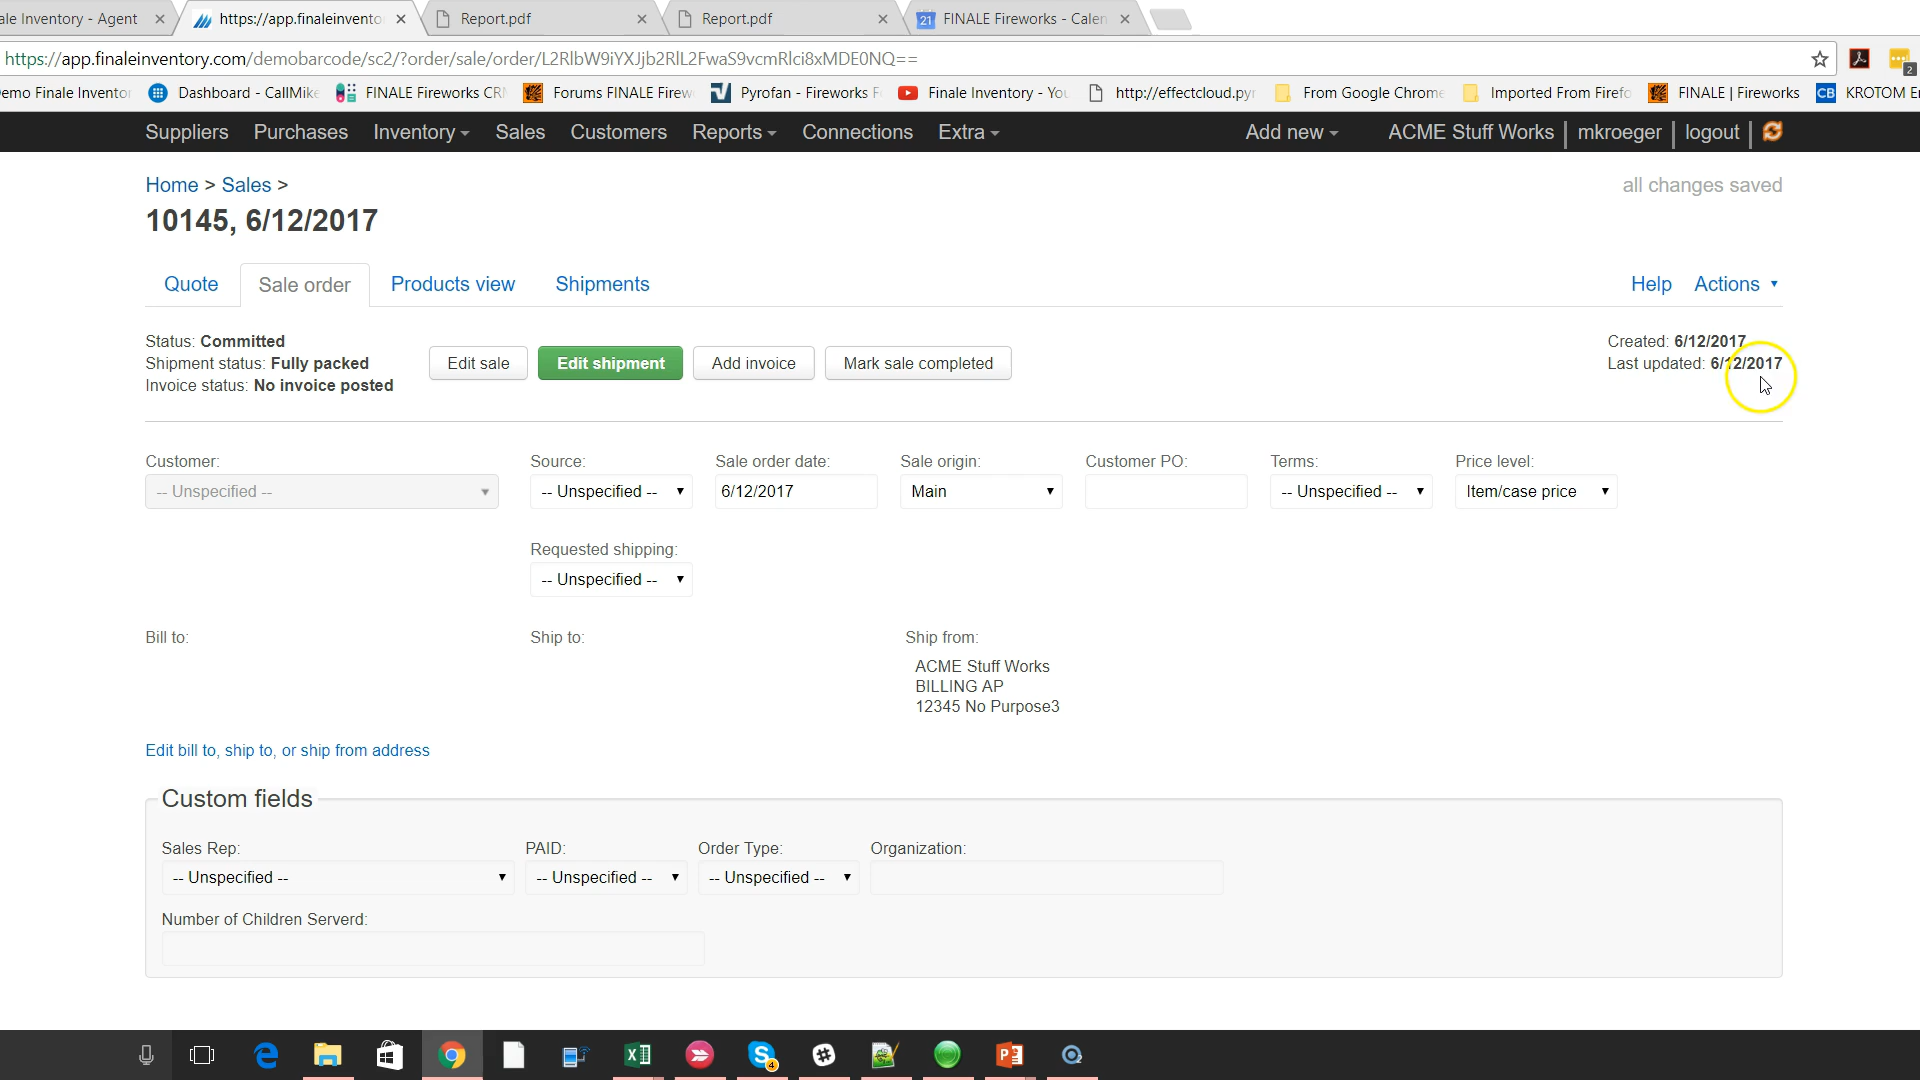 ale Inventory - Agent
https://app.finaleinvento
Report.pdf
Report.pdf
21
FINALE Fireworks - Calen
https://app.finaleinventory.com/demobarcode/sc2/?order/sale/order/L2RlbW9iYXJjb2RlL2FwaS9vcmRlci8xMDE0NQ==
2
emo Finale Inventor
Dashboard - CallMike
FINALE Fireworks CR
Forums FINALE Firew
Pyrofan - Fireworks F
Finale Inventory - You
http://effectcloud.pyr
From Google Chrome
Imported From Firefo
FINALE | Fireworks
CB
KROTOM E
Suppliers
Purchases
Inventory
Sales
Customers
Reports
Connections
Extra
Add new
ACME Stuff Works
mkroeger
logout
Home > Sales >
all changes saved
10145, 6/12/2017
Quote
Sale order
Products view
Shipments
Help
Actions
Status: Committed
Shipment status: Fully packed
Invoice status: No invoice posted
Edit sale
Edit shipment
Add invoice
Mark sale completed
Created: 6/12/2017
Last updated: 6/12/2017
Customer:
Source:
Sale order date:
Sale origin:
Customer PO:
Terms:
Price level:
-- Unspecified --
-- Unspecified --
6/12/2017
Main
-- Unspecified --
Item/case price
Requested shipping:
-- Unspecified --
Bill to:
Ship to:
Ship from:
ACME Stuff Works
BILLING AP
12345 No Purpose3
Edit bill to, ship to, or ship from address
Custom fields
Sales Rep:
PAID:
Order Type:
Organization:
-- Unspecified --
-- Unspecified --
-- Unspecified --
Number of Children Serverd:
4